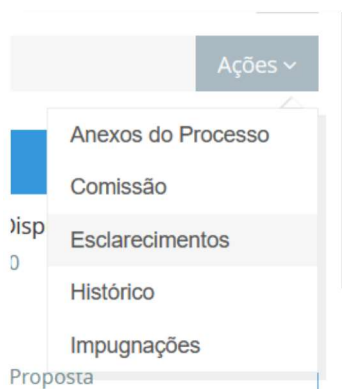 Ações
Anexos do Processo
Comissão
Esclarecimentos
Histórico
Impugnações
Proposta